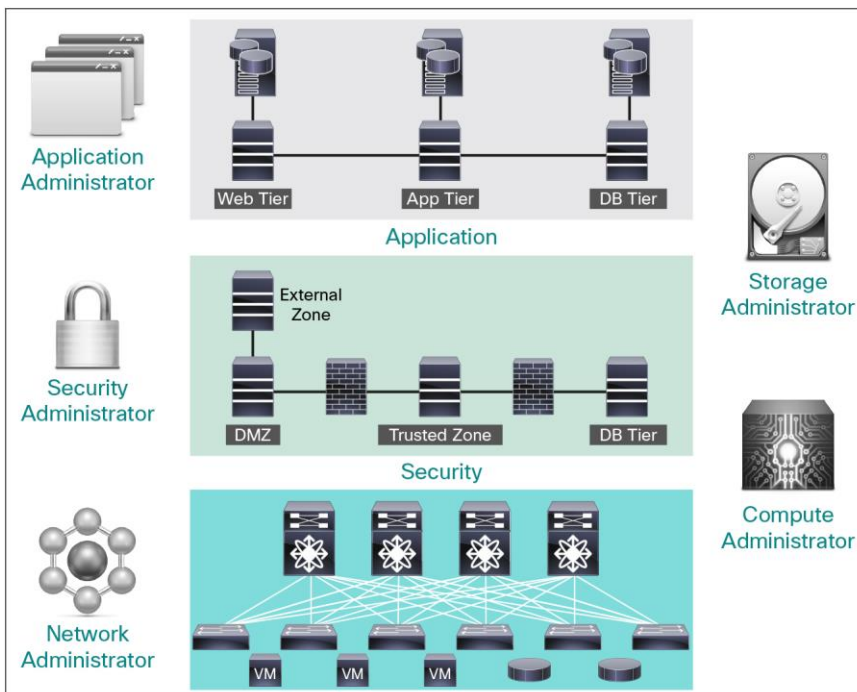 Application
Administrator
Web Tier
App Tier
DB Tier
Application
Storage
Administrator
External
Zone
Security
Administrator
DMZ
Trusted Zone
DB Tier
Security
Compute
Administrator
Network
Administrator
VM
VM
VM